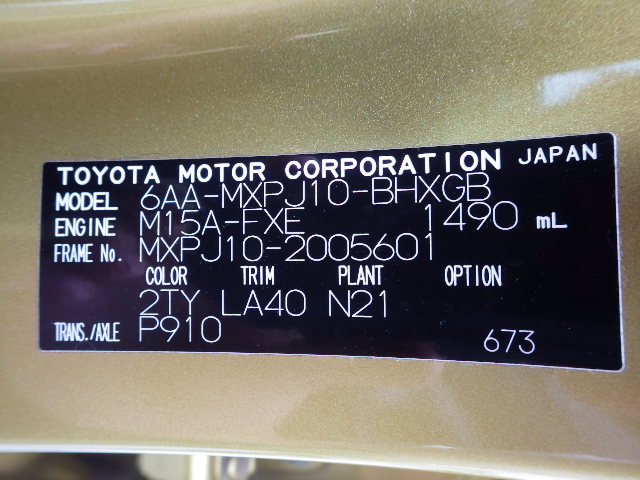 TOYOTA MOTOR CORPORATION JAPAN
MODEL 6AA-MXPJ10-BHXGB
ENGINE M15A-FXE 1490 mL
FRAME No. MXPJ10-2005601
COLOR TRIM PLANT OPTION
2TY LA40 N21
TRANS./AXLE P910 673